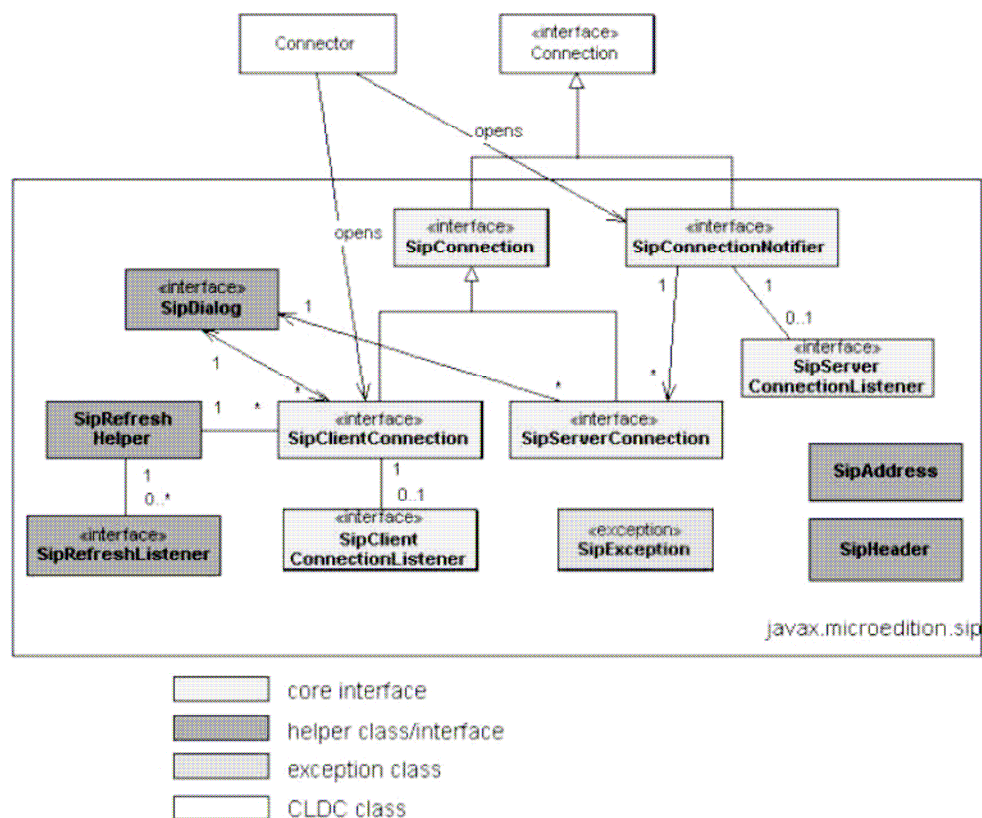 Connector
«interface»
Connection
opens
opens
«interface»
SipConnection
«interface»
SipConnectionNotifier
«interface»
SipDialog
1
1
1
1
0..1
«interface»
SipServer
ConnectionListener
1
*
*
*
SipRefresh
Helper
1
*
«interface»
SipClientConnection
«interface»
SipServerConnection
1
0..*
1
0..1
SipAddress
«interface»
SipRefreshListener
«interface»
SipClient
ConnectionListener
«exception»
SipException
SipHeader
javax.microedition.sip
core interface
helper class/interface
exception class
CLDC class